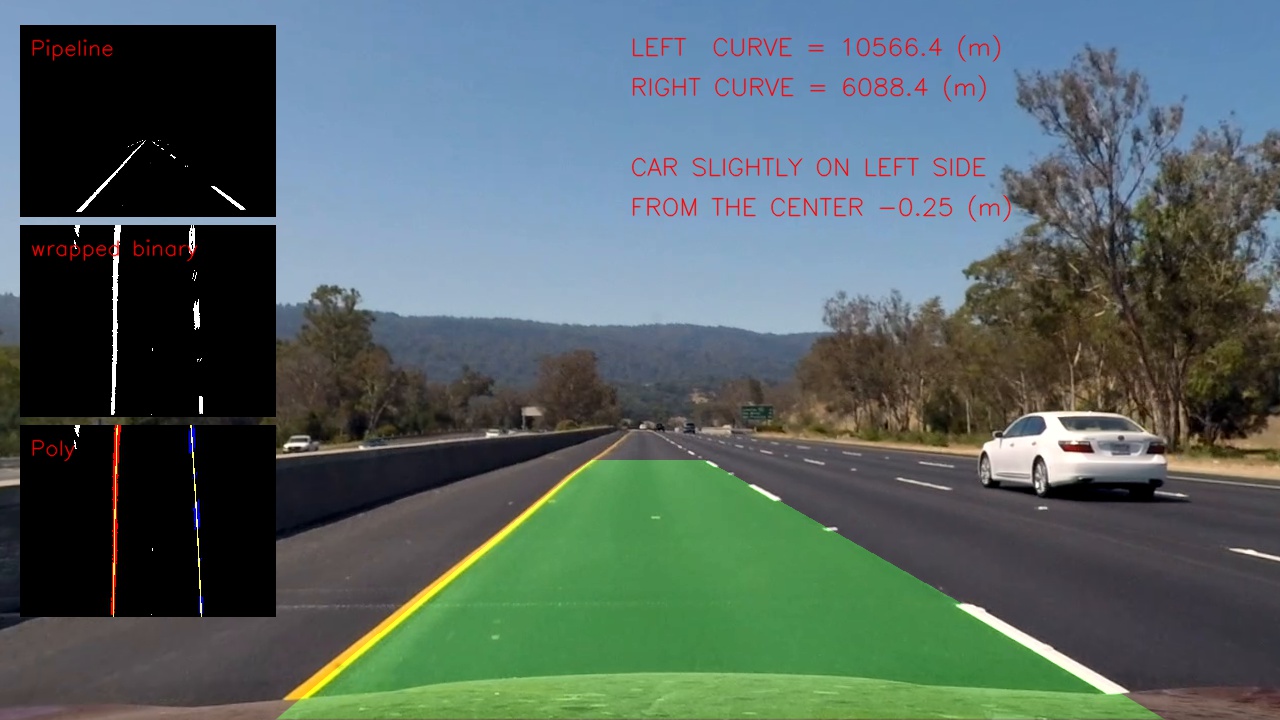 Pipeline
wrapped binary
Poly
LEFT CURVE = 10566.4 (m)
RIGHT CURVE = 6088.4 (m)
CAR SLIGHTLY ON LEFT SIDE
FROM THE CENTER -0.25 (m)